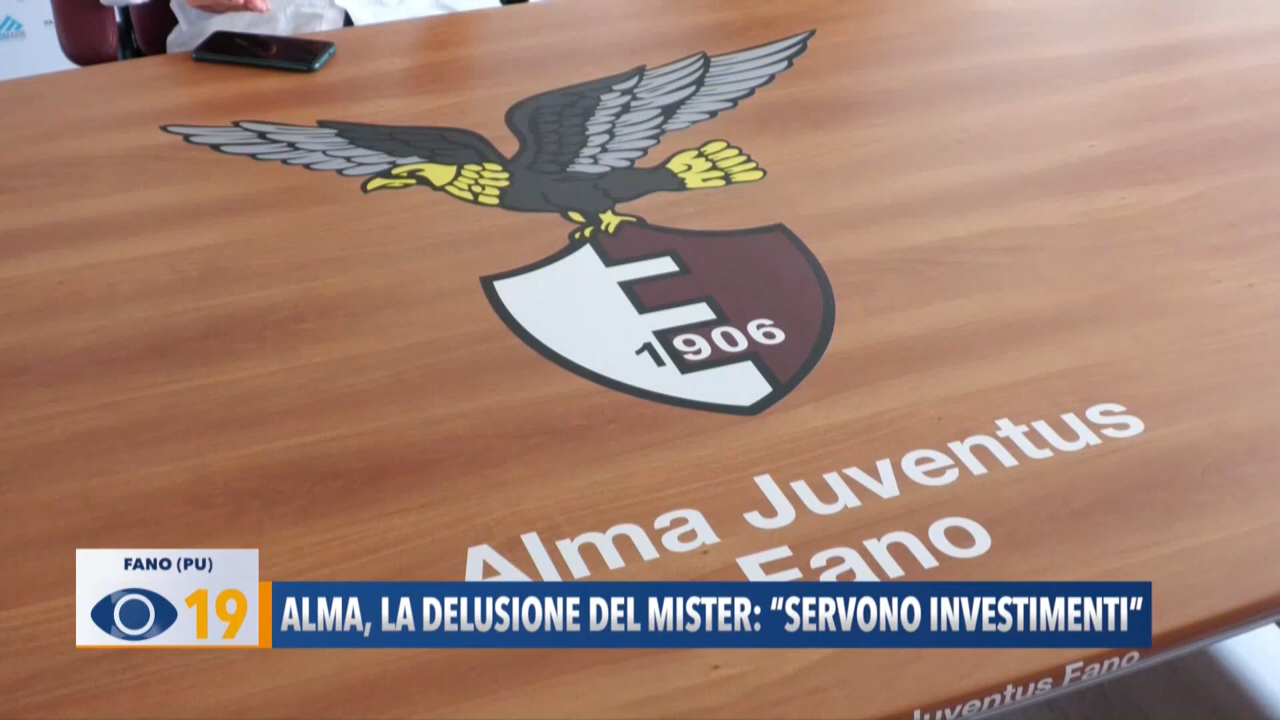 1906
Alma Juventus
Fano
FANO (PU)
19
ALMA, LA DELUSIONE DEL MISTER: “SERVONO INVESTIMENTI”
Juventus Fano